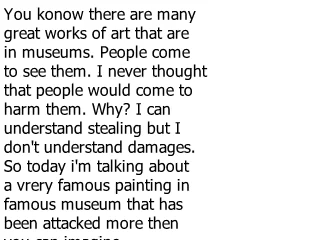 You konow there are many
great works of art that are
in museums. People come
to see them. I never thought
that people would come to
harm them. Why? I can
understand stealing but I
don't understand damages.
So today i'm talking about
a vrery famous painting in
famous museum that has
been attacked more then
you can imagine